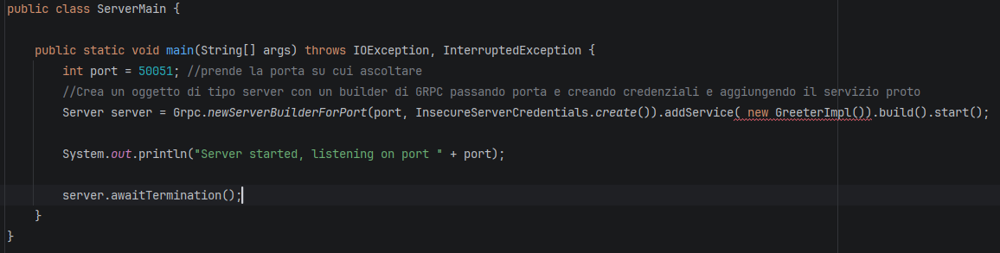 public class ServerMain {
public static void main(String[] args) throws IOException, InterruptedException {
int port = 50051; //prende la porta su cui ascoltare
//Crea un oggetto di tipo server con un builder di GRPC passando porta e creando credenziali e aggiungendo il servizio proto
Server server = Grpc.newServerBuilderForPort(port, InsecureServerCredentials.create()).addService( new GreeterImpl()).build().start();
System.out.println("Server started, listening on port " + port);
server.awaitTermination();
}
}